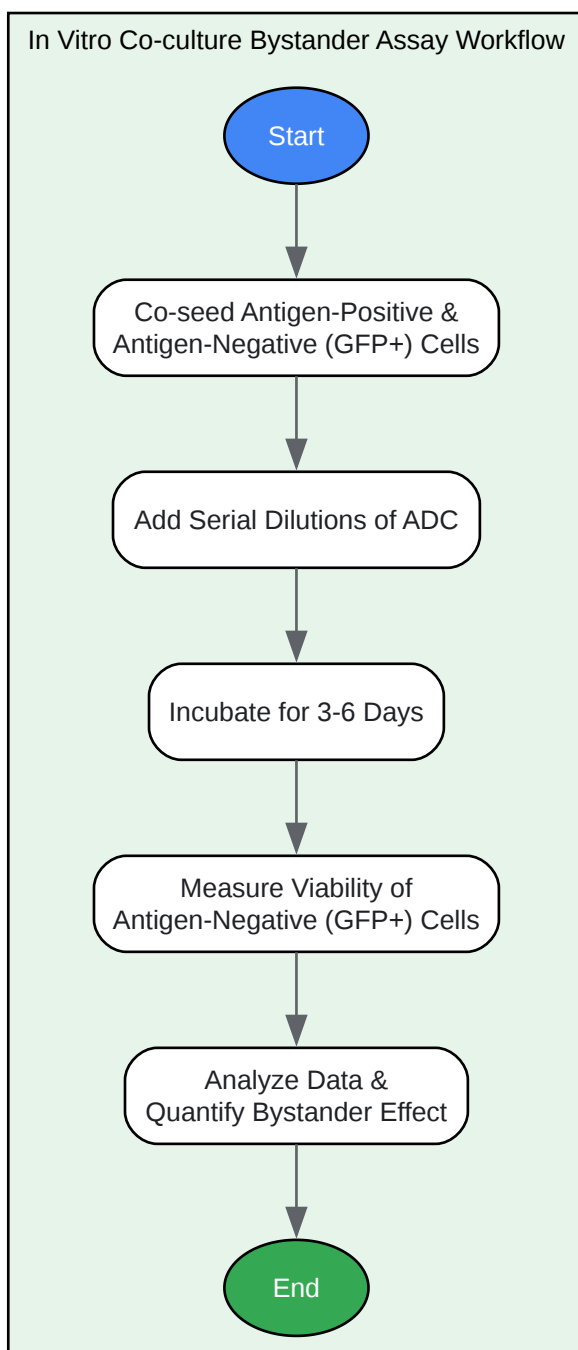 In Vitro Co-culture Bystander Assay Workflow
Start
Co-seed Antigen-Positive &
Antigen-Negative (GFP+) Cells
Add Serial Dilutions of ADC
Incubate for 3-6 Days
Measure Viability of
Antigen-Negative (GFP+) Cells
Analyze Data &
Quantify Bystander Effect
End